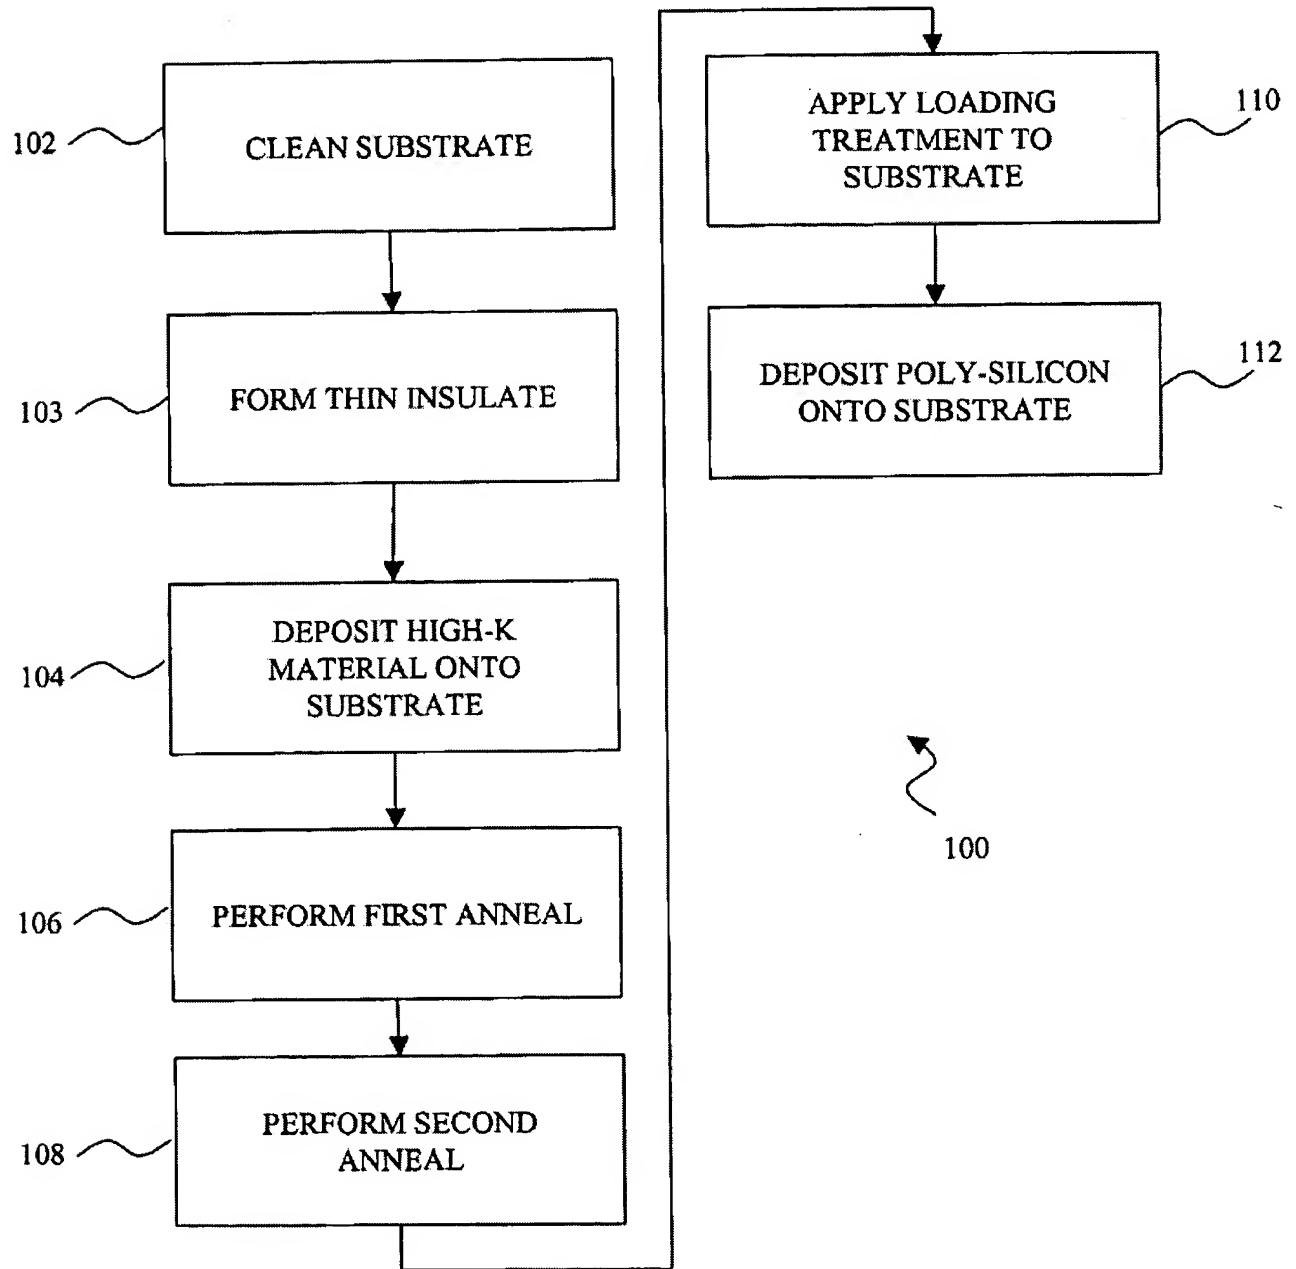 102
CLEAN SUBSTRATE
103
FORM THIN INSULATE
104
DEPOSIT HIGH-K
MATERIAL ONTO
SUBSTRATE
106
PERFORM FIRST ANNEAL
108
PERFORM SECOND
ANNEAL
APPLY LOADING
TREATMENT TO
SUBSTRATE
110
DEPOSIT POLY-SILICON
ONTO SUBSTRATE
112
100